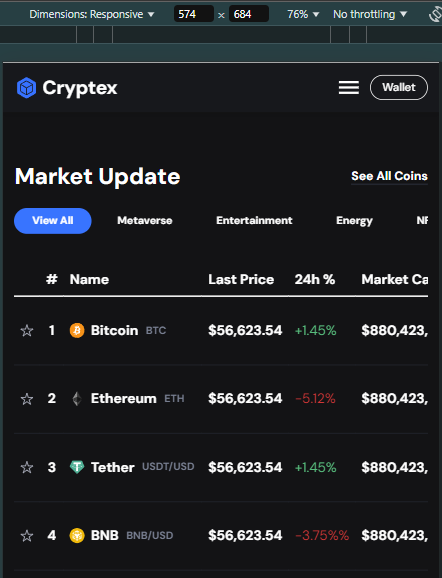 Dimensions: Responsive ▼ 574 x 684 76% ▼ No throttling ▼
Cryptex Wallet
Market Update See All Coins
View All Metaverse Entertainment Energy NF
# Name Last Price 24h % Market Ca
1 Bitcoin BTC $56,623.54 +1.45% $880,423,
2 Ethereum ETH $56,623.54 -5.12% $880,423,
3 Tether USDT/USD $56,623.54 +1.45% $880,423,
4 BNB BNB/USD $56,623.54 -3.75%% $880,423,